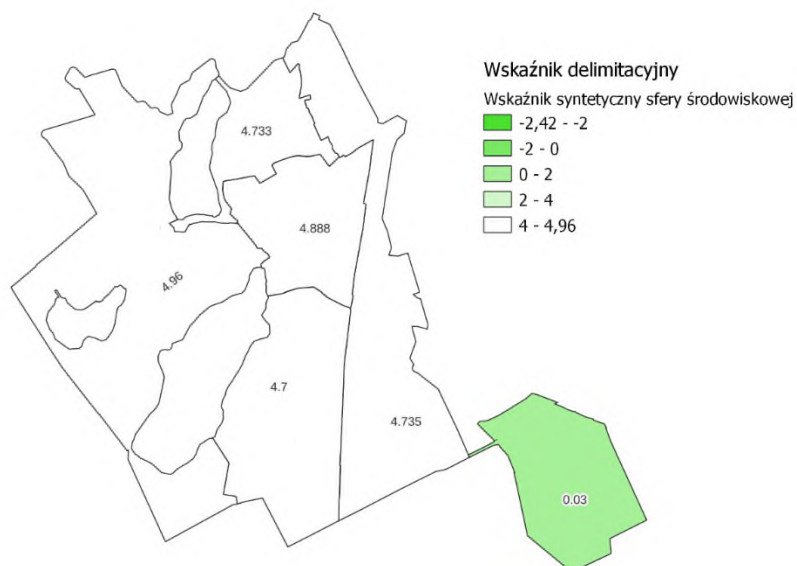 Wskaźnik delimitacyjny
Wskaźnik syntetyczny sfery środowiskowej
-2,42 - -2
-2 - 0
0 - 2
2 - 4
4 - 4,96
4.733
4.888
4.96
4.7
4.735
0.03